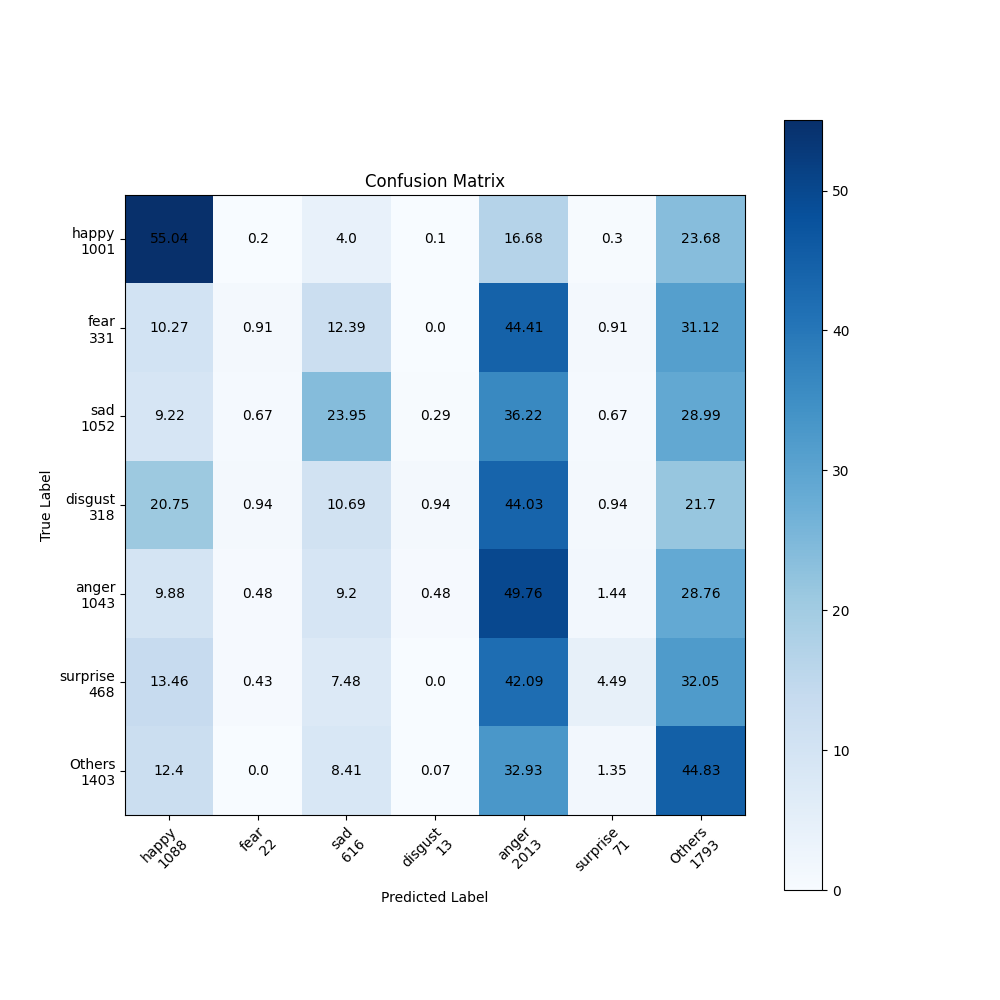 Confusion Matrix
True Label
happy
1001
55.04 0.2 4.0 0.1 16.68 0.3 23.68
fear
331
10.27 0.91 12.39 0.0 44.41 0.91 31.12
sad
1052
9.22 0.67 23.95 0.29 36.22 0.67 28.99
disgust
318
20.75 0.94 10.69 0.94 44.03 0.94 21.7
anger
1043
9.88 0.48 9.2 0.48 49.76 1.44 28.76
surprise
468
13.46 0.43 7.48 0.0 42.09 4.49 32.05
Others
1403
12.4 0.0 8.41 0.07 32.93 1.35 44.83
happy
1088
fear
22
sad
616
disgust
13
anger
2013
surprise
71
Others
1793
Predicted Label
50
40
30
20
10
0